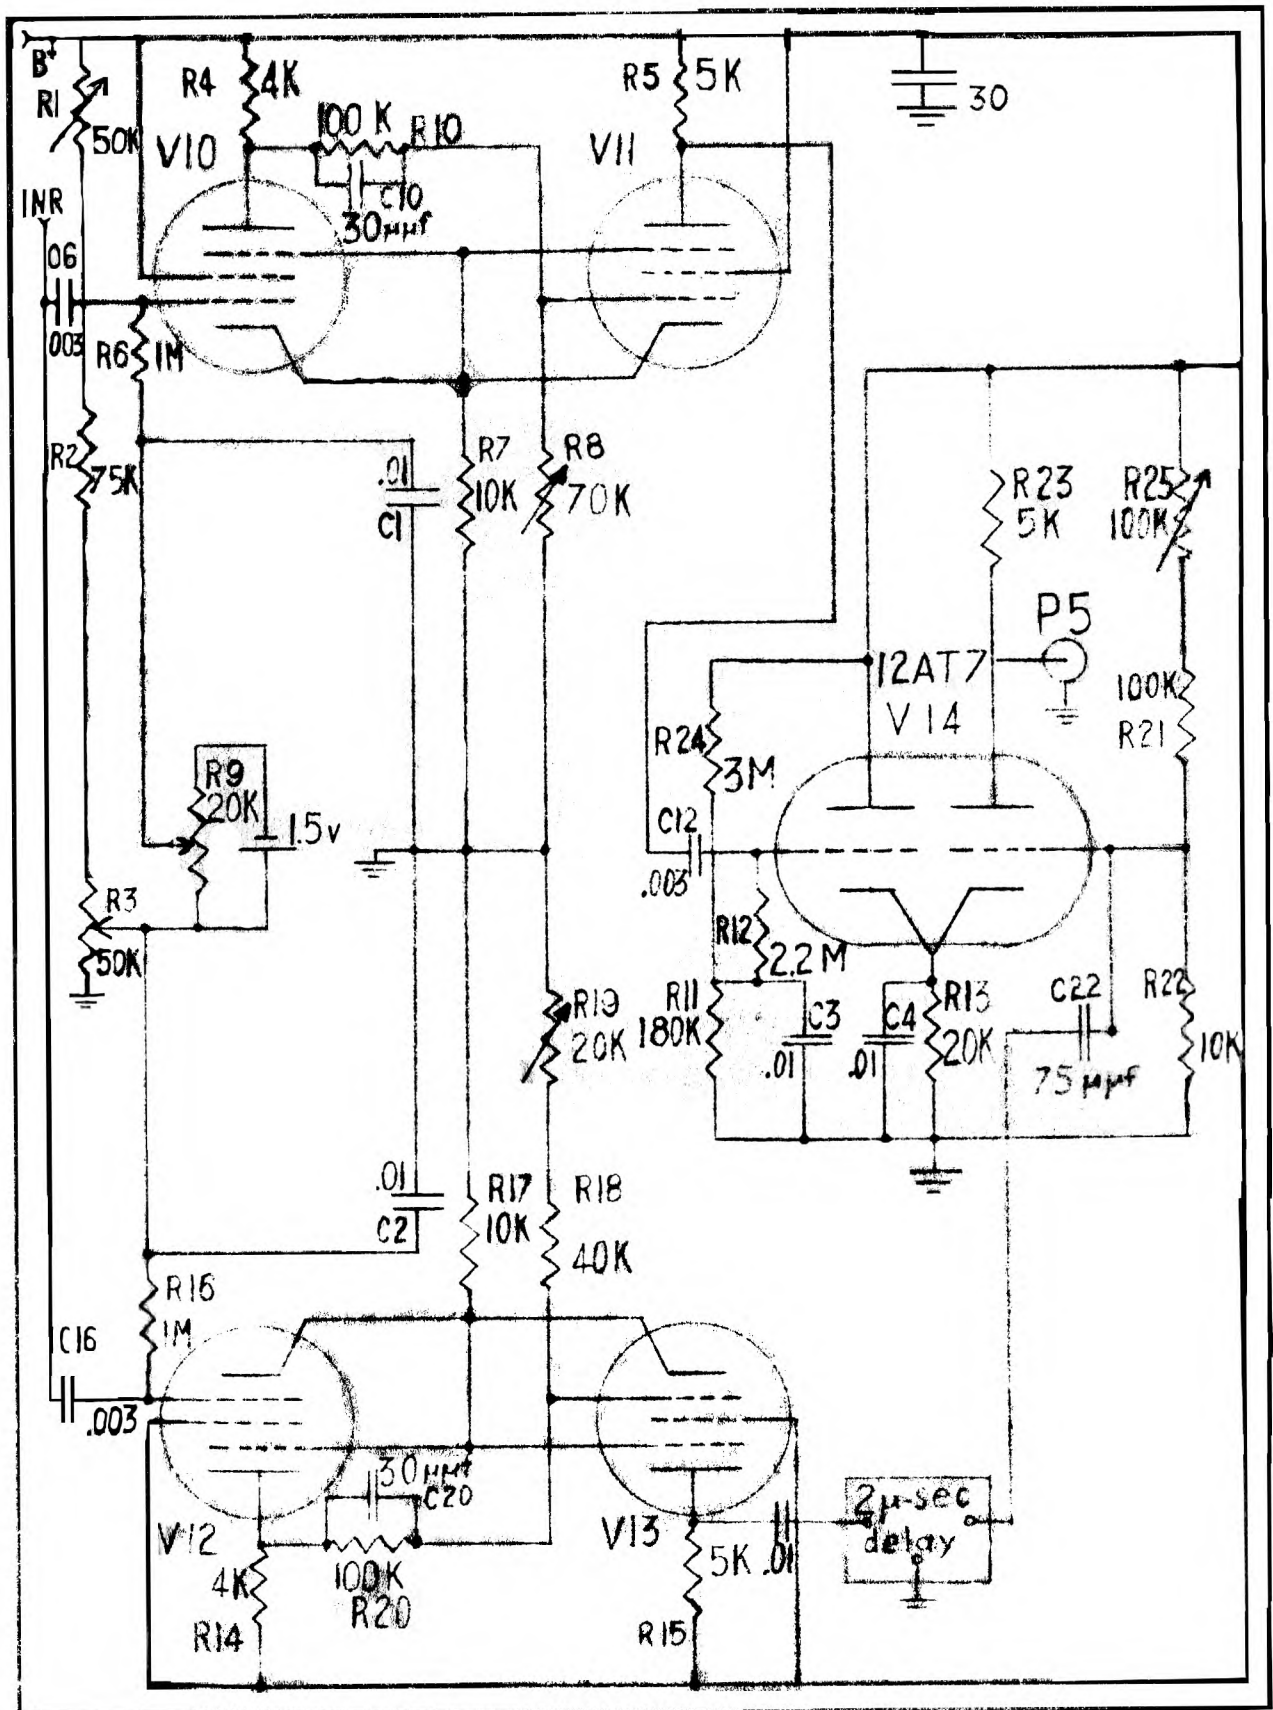 B+
R1
50K
R4
4K
100 K
R10
V10
C10
30μμf
R5
5K
V11
30
INR
06
.003
R6
1M
R2
75K
.01
C1
R7
10K
R8
70K
R23
5K
R25
100K
P5
12AT7
V14
100K
R21
R24
3M
R9
20K
1.5v
C12
.003
R3
50K
R12
2.2M
R11
180K
C3
.01
C4
.01
R13
20K
C22
75μμf
R22
10K
R19
20K
.01
C2
R17
10K
R18
40K
R16
1M
C16
.003
30μμf
C20
V12
V13
4K
R14
100K
R20
5K
R15
.01
2μ-sec
delay